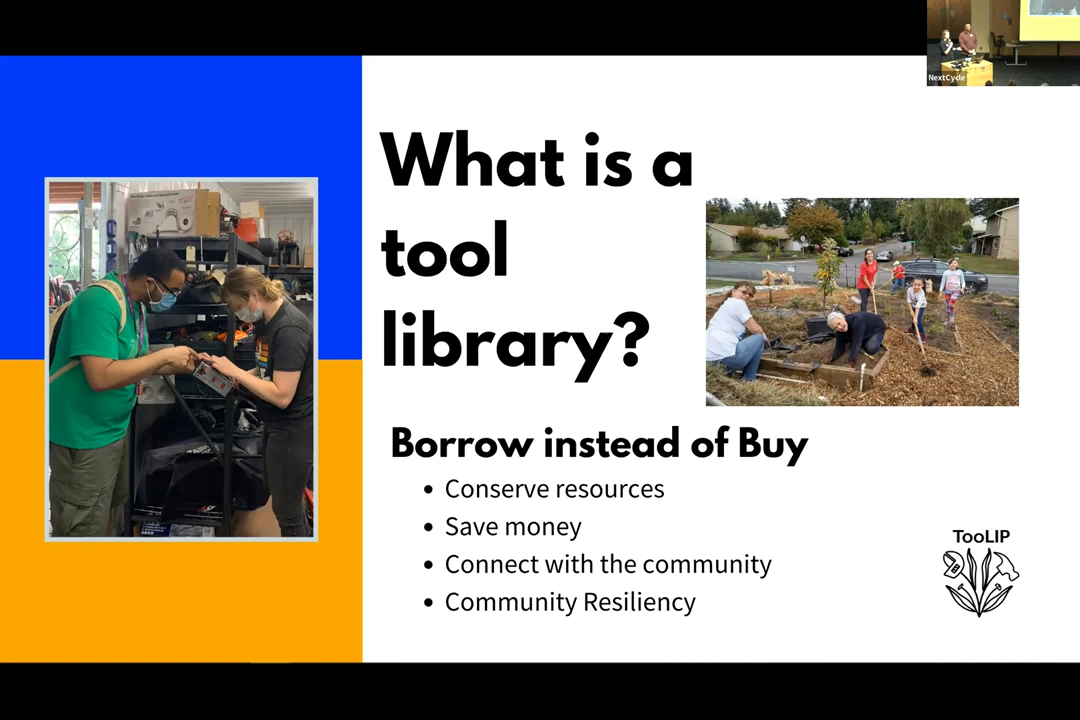 NextCycle
What is a
tool
library?
Borrow instead of Buy
• Conserve resources
• Save money
• Connect with the community
• Community Resiliency
TooLIP